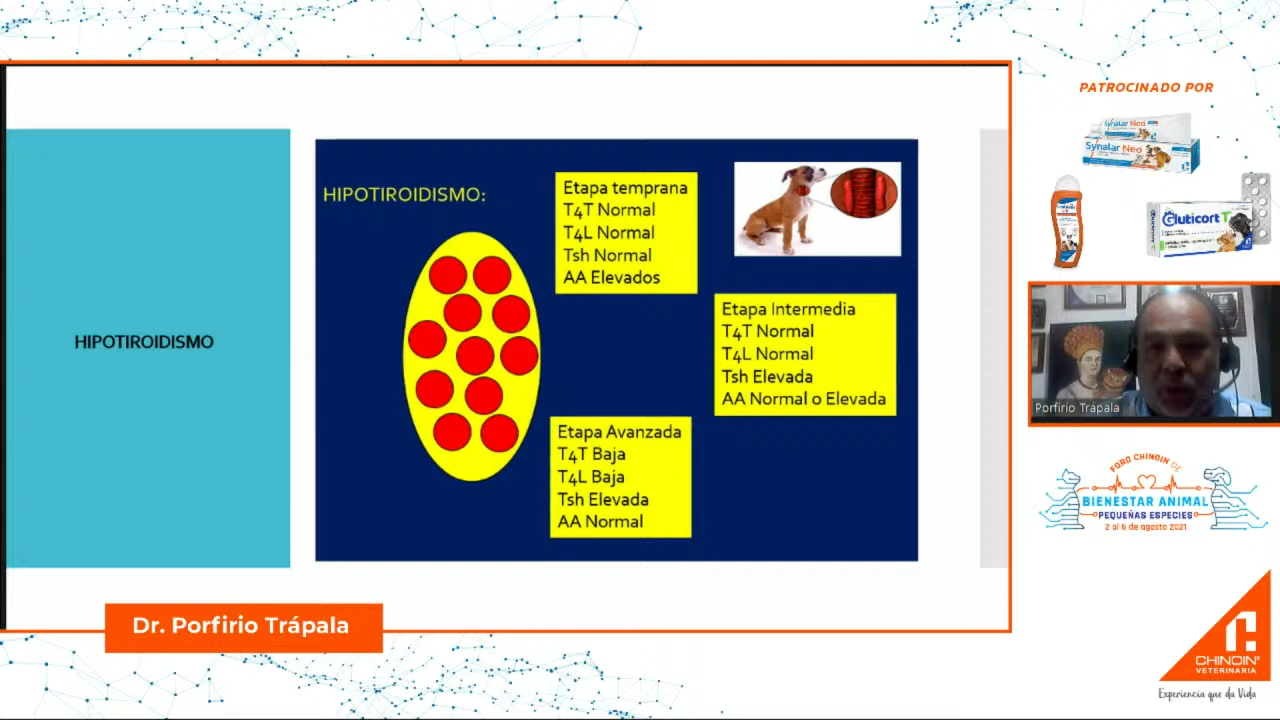 PATROCINADO POR
Synalar Neo
Synalar Neo
Gluticort T
HIPOTIROIDISMO
HIPOTIROIDISMO:
Etapa temprana
T4T Normal
T4L Normal
Tsh Normal
AA Elevados
Etapa Intermedia
T4T Normal
T4L Normal
Tsh Elevada
AA Normal o Elevada
Etapa Avanzada
T4T Baja
T4L Baja
Tsh Elevada
AA Normal
Porfirio Trápala
FORO CHINOIN DE
BIENESTAR ANIMAL
PEQUEÑAS ESPECIES
2 al 6 de agosto 2021
Dr. Porfirio Trápala
CHINOIN
VETERINARIA
Experiencia que da Vida